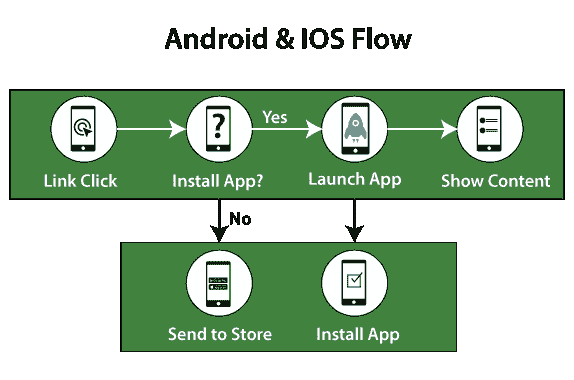 Android & IOS Flow
Yes
Link Click
Install App?
Launch App
Show Content
No
Send to Store
Install App